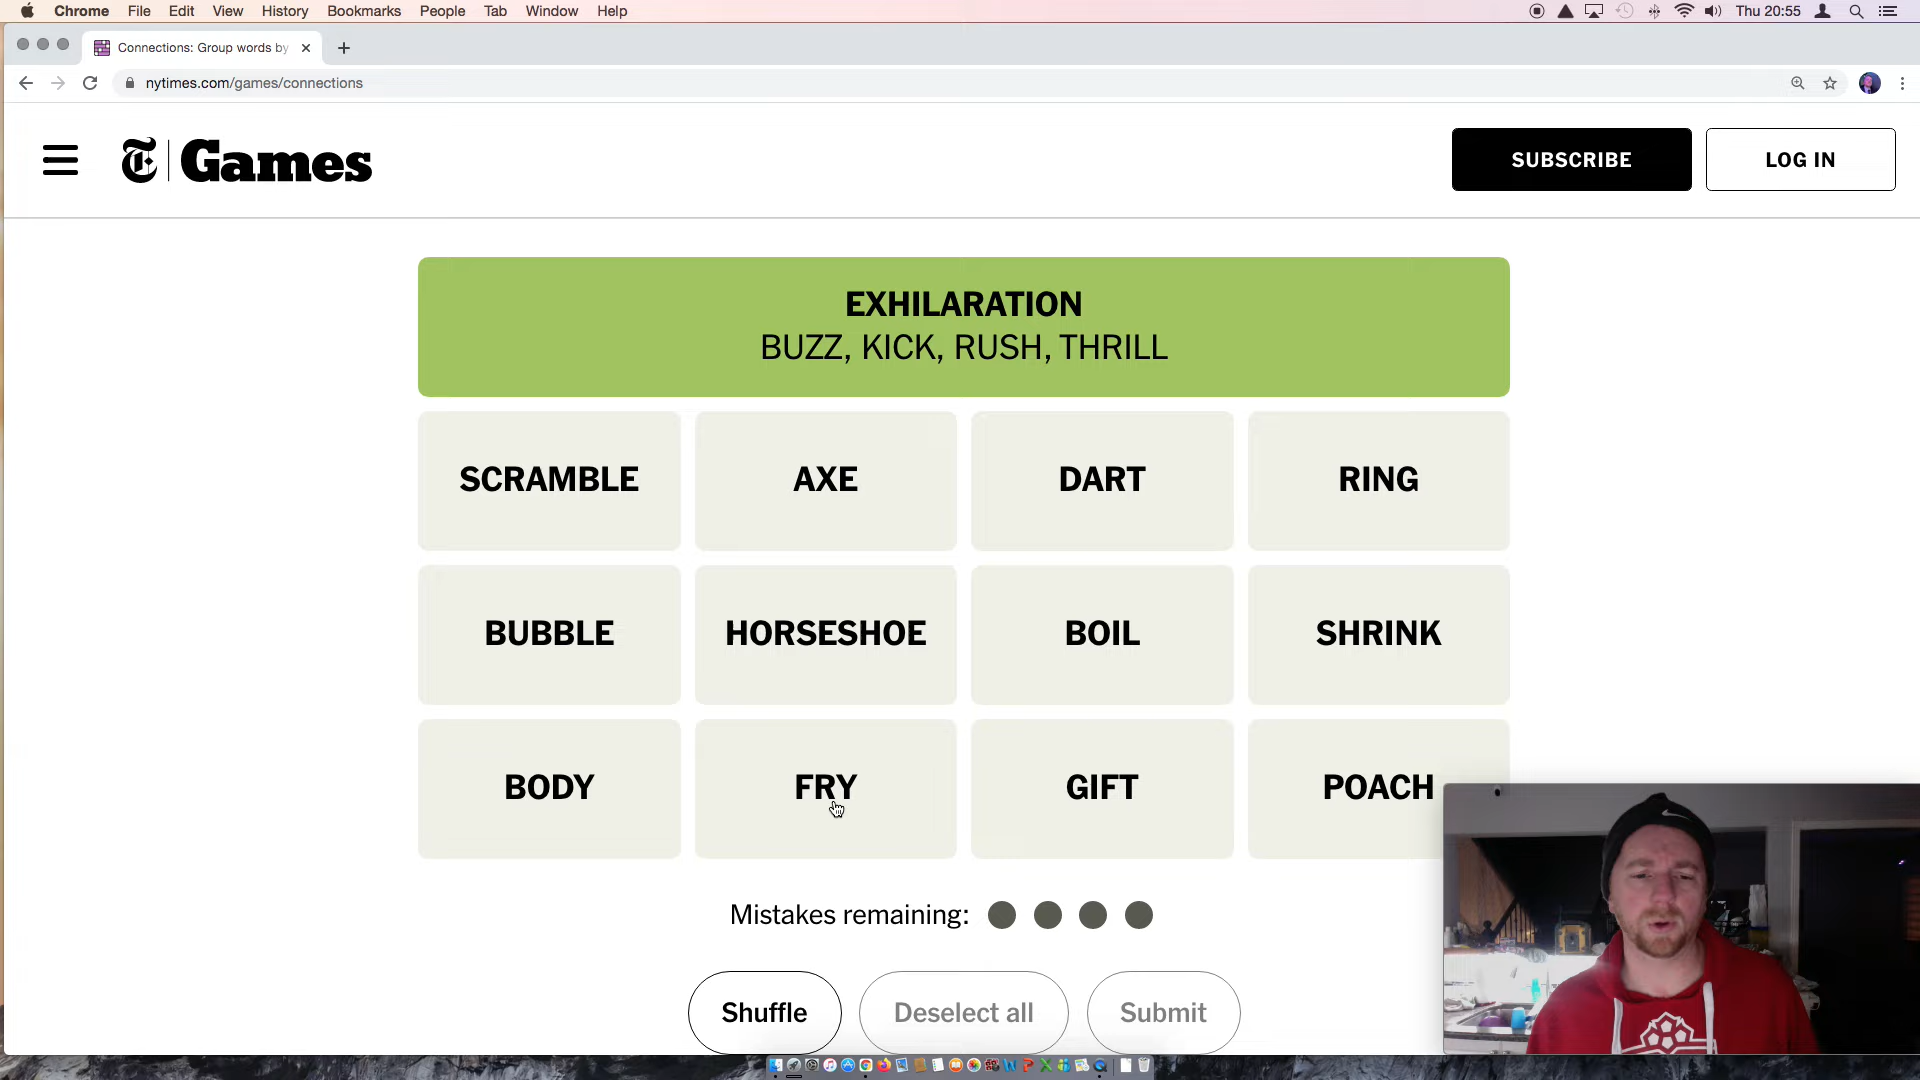 Chrome File Edit View History Bookmarks People Tab Window Help Thu 20:55
Connections: Group words by
nytimes.com/games/connections
T Games SUBSCRIBE LOG IN
EXHILARATION
BUZZ, KICK, RUSH, THRILL
SCRAMBLE AXE DART RING
BUBBLE HORSESHOE BOIL SHRINK
BODY FRY GIFT POACH
Mistakes remaining:
Shuffle Deselect all Submit